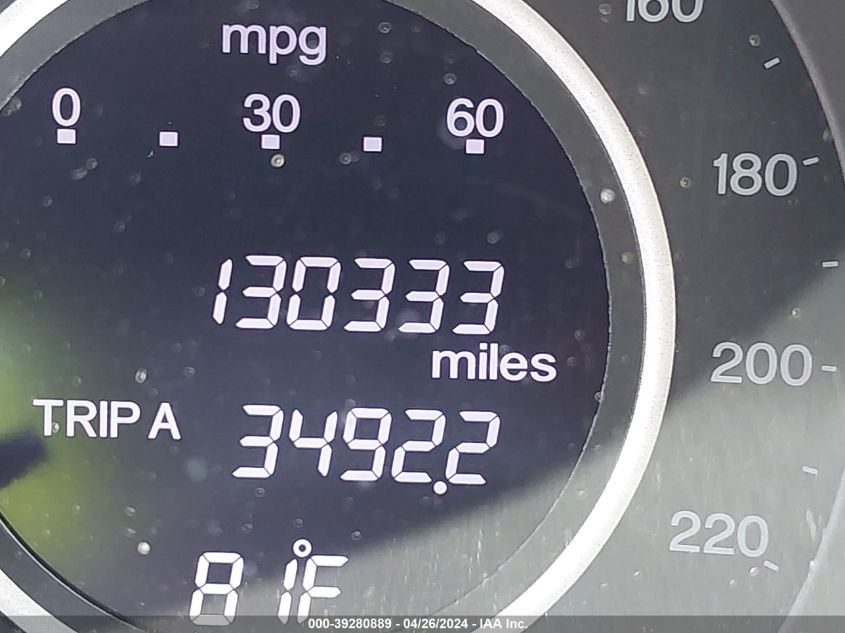 mpg
160
0 30 60
180
130333
miles
200
TRIP A 3492.2
220
81°F
000-39280889 - 04/26/2024 - IAA Inc.